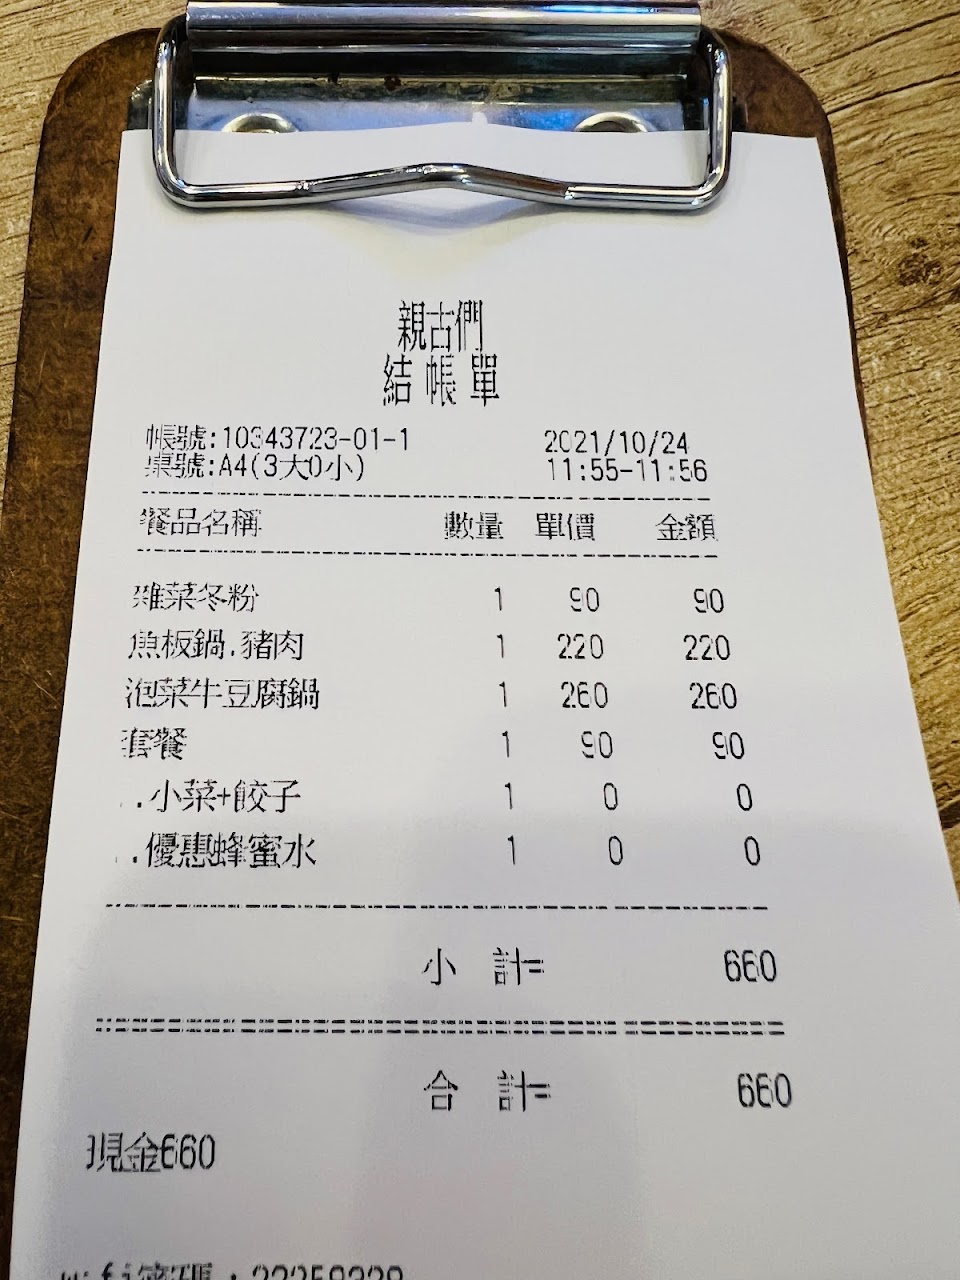 親古們
結帳單
帳號:10343723-01-1 2021/10/24
桌號:A4(3大0小) 11:55-11:56
餐品名稱 數量 單價 金額
雜菜冬粉 1 90 90
魚板鍋.豬肉 1 220 220
泡菜牛豆腐鍋 1 260 260
套餐 1 90 90
..小菜+餃子 1 0 0
..優惠蜂蜜水 1 0 0
小 計= 660
合 計= 660
現金660